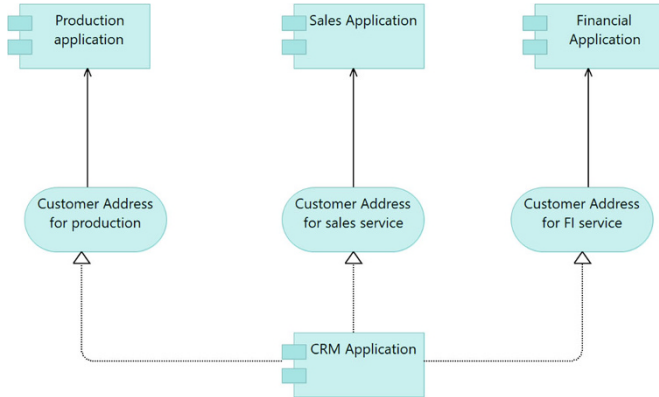 Production
application
Sales Application
Financial
Application
Customer Address
for production
Customer Address
for sales service
Customer Address
for FI service
CRM Application